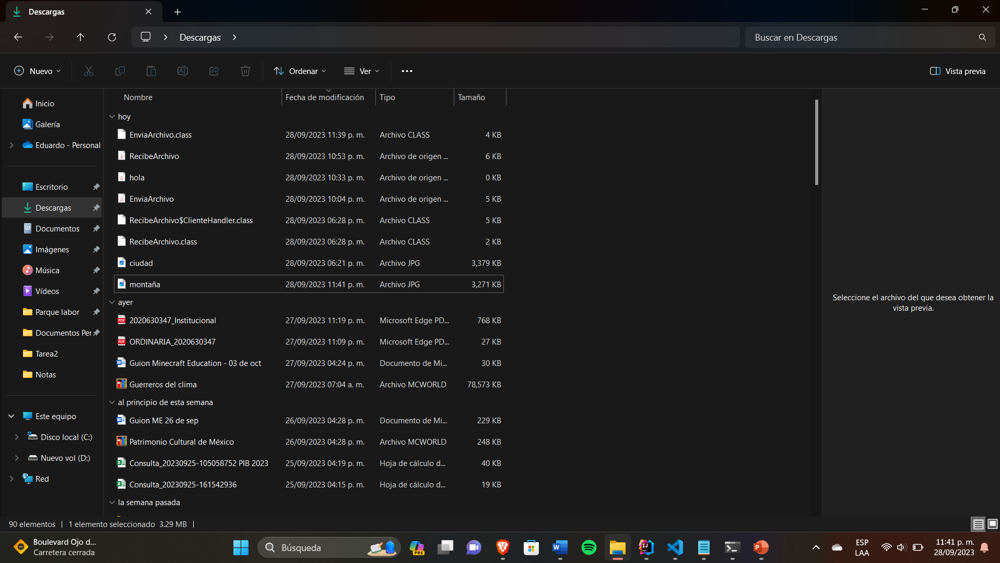 Descargas
Descargas
Buscar en Descargas
Nuevo
Ordenar
Ver
Vista previa
Nombre Fecha de modificación Tipo Tamaño
Inicio
Galería
Eduardo - Personal
Escritorio
Descargas
Documentos
Imágenes
Música
Vídeos
Parque labor
Documentos Per
Tarea2
Notas
Este equipo
Disco local (C:)
Nuevo vol (D:)
Red
hoy
EnviaArchivo.class 28/09/2023 11:39 p. m. Archivo CLASS 4 KB
RecibeArchivo 28/09/2023 10:53 p. m. Archivo de origen ... 6 KB
hola 28/09/2023 10:33 p. m. Archivo de origen ... 0 KB
EnviaArchivo 28/09/2023 10:04 p. m. Archivo de origen ... 5 KB
RecibeArchivo$ClienteHandler.class 28/09/2023 06:28 p. m. Archivo CLASS 5 KB
RecibeArchivo.class 28/09/2023 06:28 p. m. Archivo CLASS 2 KB
ciudad 28/09/2023 06:21 p. m. Archivo JPG 3,379 KB
montaña 28/09/2023 11:41 p. m. Archivo JPG 3,271 KB
ayer
2020630347_Institucional 27/09/2023 11:19 p. m. Microsoft Edge PD... 768 KB
ORDINARIA_2020630347 27/09/2023 11:09 p. m. Microsoft Edge PD... 27 KB
Guion Minecraft Education - 03 de oct 27/09/2023 04:24 p. m. Documento de Mi... 30 KB
Guerreros del clima 27/09/2023 07:04 a. m. Archivo MCWORLD 78,573 KB
al principio de esta semana
Guion ME 26 de sep 26/09/2023 04:28 p. m. Documento de Mi... 229 KB
Patrimonio Cultural de México 26/09/2023 04:28 p. m. Archivo MCWORLD 248 KB
Consulta_20230925-105058752 PIB 2023 25/09/2023 04:19 p. m. Hoja de cálculo d... 40 KB
Consulta_20230925-161542936 25/09/2023 04:15 p. m. Hoja de cálculo d... 19 KB
la semana pasada
Seleccione el archivo del que desea obtener la
vista previa.
90 elementos 1 elemento seleccionado 3.29 MB
Boulevard Ojo d...
Carretera cerrada
Búsqueda
PRE
ESP
LAA
11:41 p. m.
28/09/2023